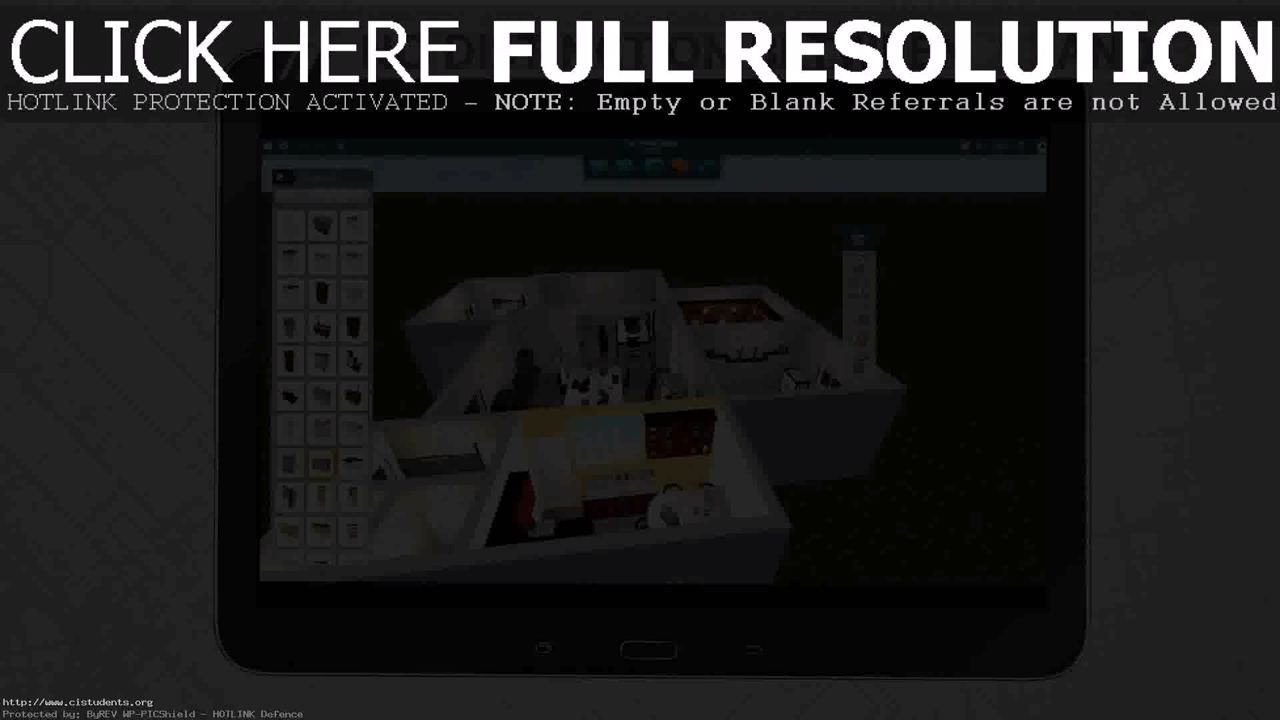 CLICK HERE FULL RESOLUTION
HOTLINK PROTECTION ACTIVATED – NOTE: Empty or Blank Referrals are not Allowed
http://www.cistudents.org
Protected by: ByREV WP-PICShield – HOTLINK Defence